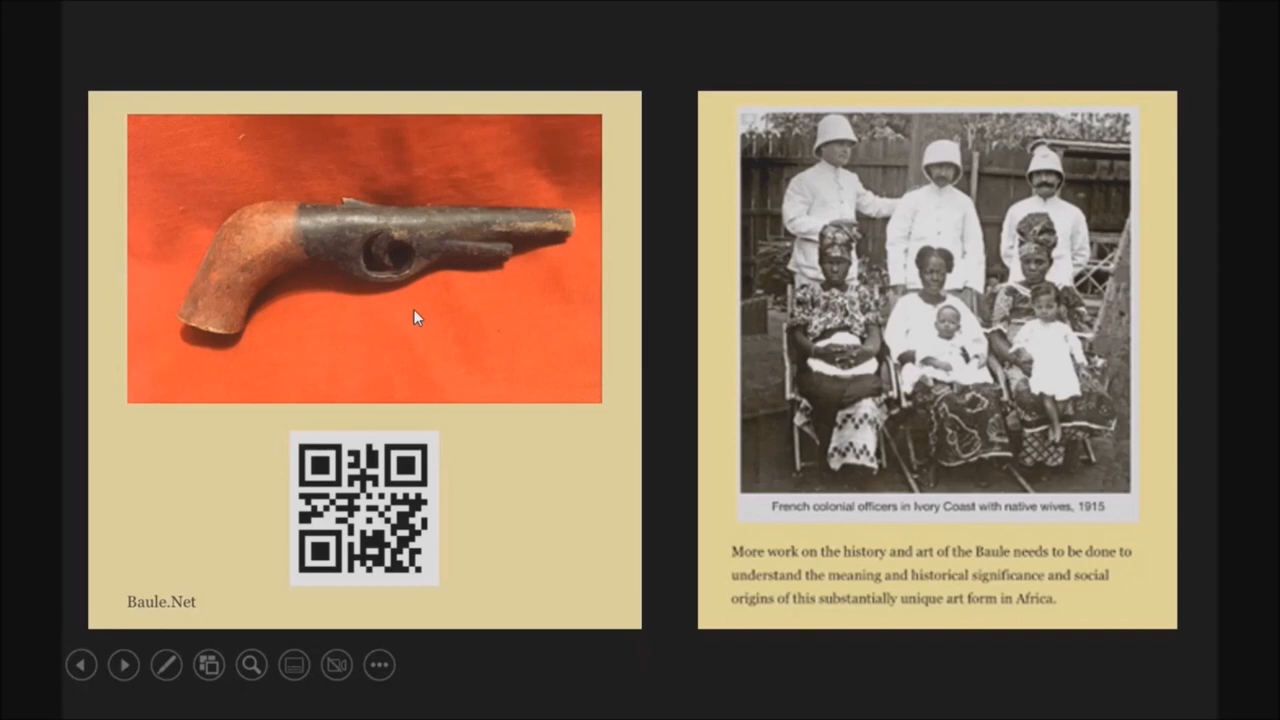 Baule.Net
French colonial officers in Ivory Coast with native wives, 1915
More work on the history and art of the Baule needs to be done to
understand the meaning and historical significance and social
origins of this substantially unique art form in Africa.